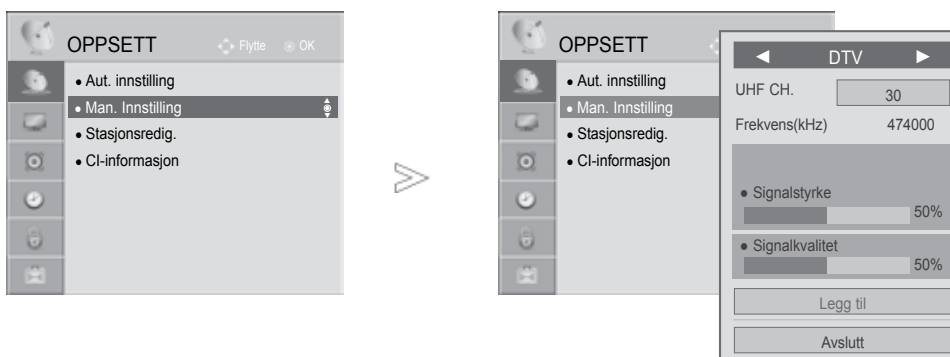 OPPSETT
Flytte OK
• Aut. innstilling
• Man. Innstilling
• Stasjonsredig.
• CI-informasjon
OPPSETT
• Aut. innstilling
• Man. Innstilling
• Stasjonsredig.
• CI-informasjon
◄ DTV ►
UHF CH. 30
Frekvens(kHz) 474000
• Signalstyrke
50%
• Signalkvalitet
50%
Legg til
Avslutt